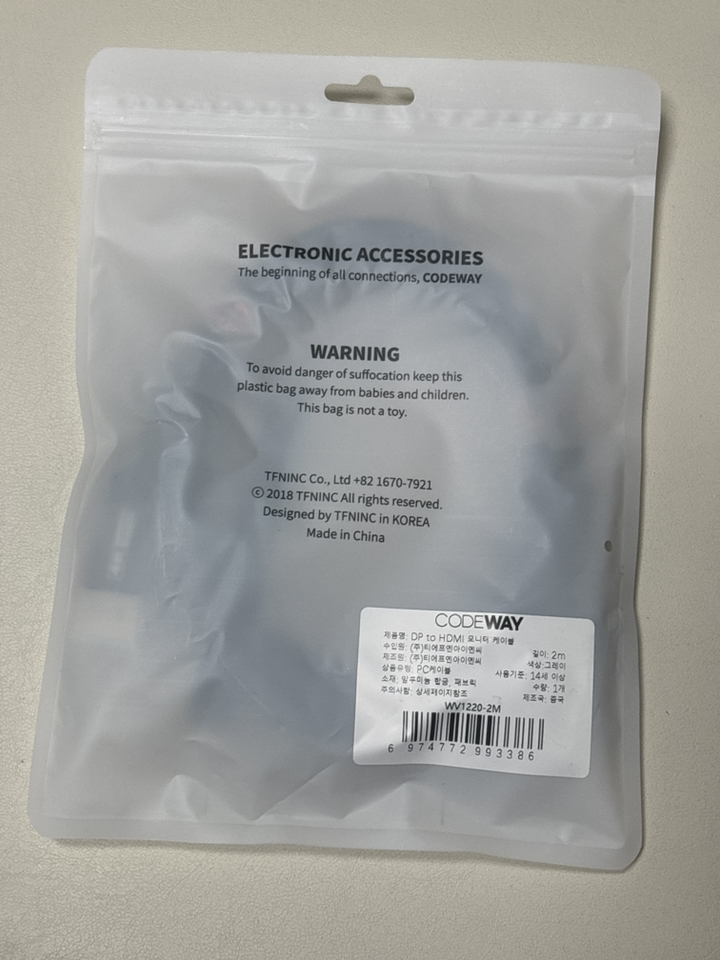 ELECTRONIC ACCESSORIES
The beginning of all connections, CODEWAY
WARNING
To avoid danger of suffocation keep this
plastic bag away from babies and children.
This bag is not a toy.
TFNINC Co., Ltd +82 1670-7921
ⓒ 2018 TFNINC All rights reserved.
Designed by TFNINC in KOREA
Made in China
CODEWAY
제품명: DP to HDMI 모니터 케이블
수입원: (주)티에프엔아이엔씨 길이: 2m
제조원: (주)티에프엔아이엔씨 색상:그레이
상품유형: PC케이블 사용기준: 14세 이상
소재: 알루미늄 합금, 패브릭 수량: 1개
주의사항: 상세페이지참조 제조국: 중국
WV1220-2M
6 974772 993386